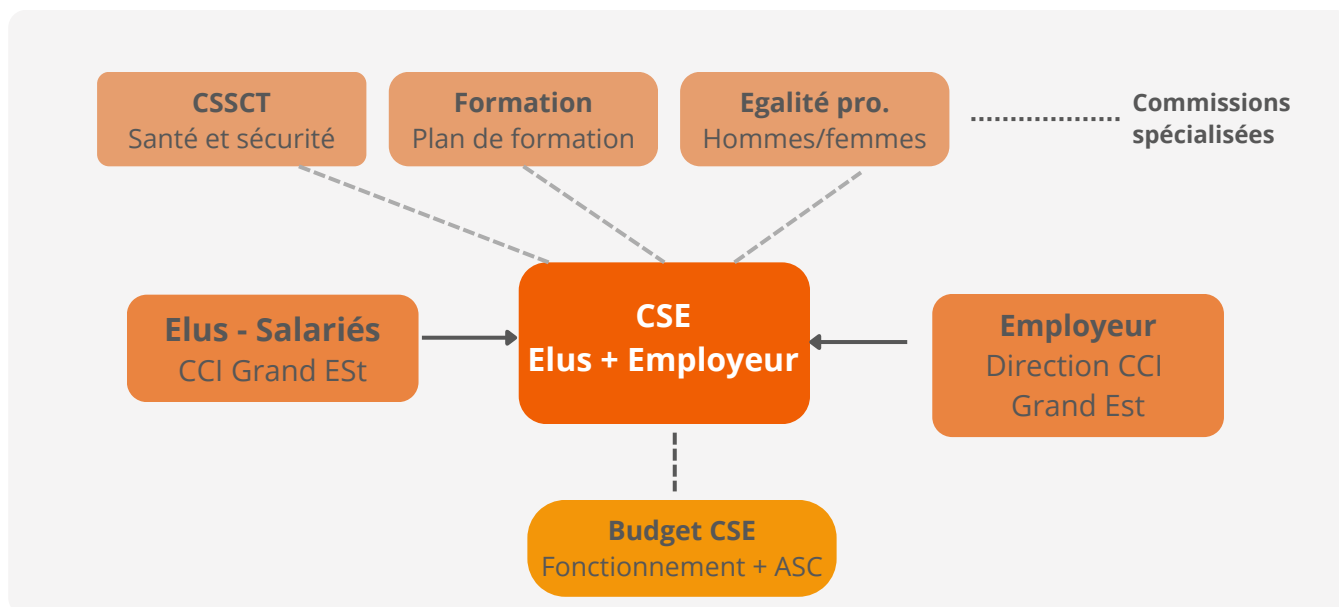 CSSCT
Santé et sécurité
Formation
Plan de formation
Egalité pro.
Hommes/femmes
Commissions
spécialisées
Elus - Salariés
CCI Grand ESt
CSE
Elus + Employeur
Employeur
Direction CCI
Grand Est
Budget CSE
Fonctionnement + ASC